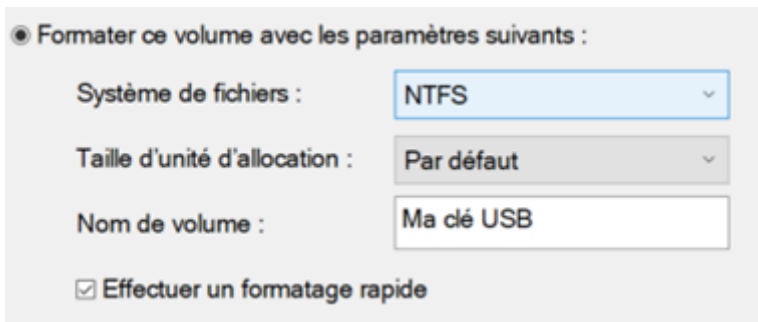 Formater ce volume avec les paramètres suivants :
Système de fichiers : NTFS
Taille d'unité d'allocation : Par défaut
Nom de volume : Ma clé USB
Effectuer un formatage rapide